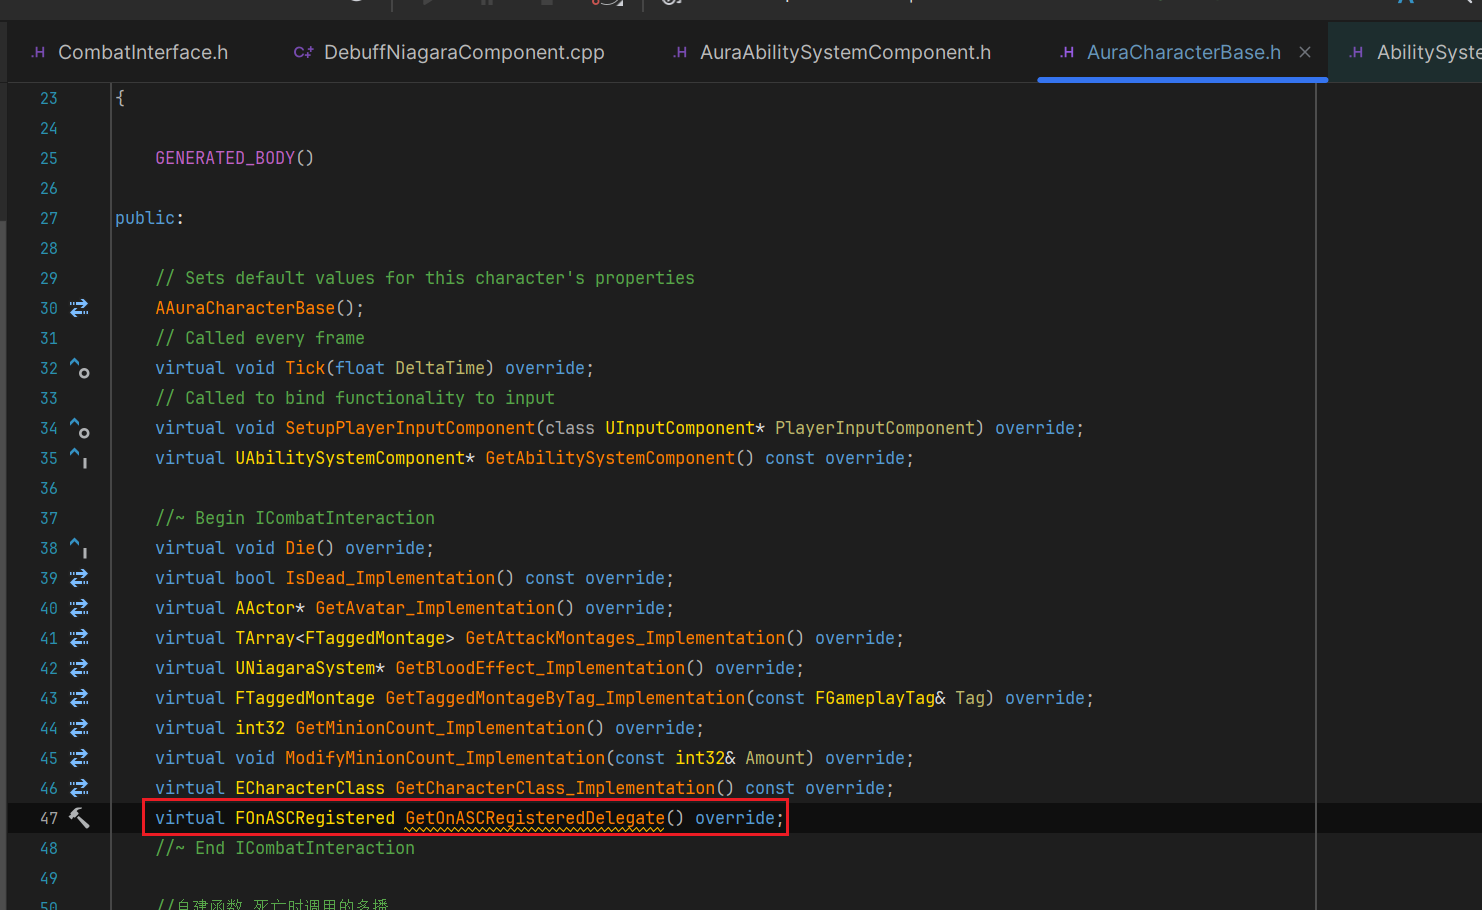 .H CombatInterface.h C++ DebuffNiagaraComponent.cpp .H AuraAbilitySystemComponent.h .H AuraCharacterBase.h × .H AbilitySyste
23 {
24
25 GENERATED_BODY()
26
27 public:
28
29 // Sets default values for this character's properties
30 AAuraCharacterBase();
31 // Called every frame
32 virtual void Tick(float DeltaTime) override;
33 // Called to bind functionality to input
34 virtual void SetupPlayerInputComponent(class UInputComponent* PlayerInputComponent) override;
35 virtual UAbilitySystemComponent* GetAbilitySystemComponent() const override;
36
37 //~ Begin ICombatInteraction
38 virtual void Die() override;
39 virtual bool IsDead_Implementation() const override;
40 virtual AActor* GetAvatar_Implementation() override;
41 virtual TArray<FTaggedMontage> GetAttackMontages_Implementation() override;
42 virtual UNiagaraSystem* GetBloodEffect_Implementation() override;
43 virtual FTaggedMontage GetTaggedMontageByTag_Implementation(const FGameplayTag& Tag) override;
44 virtual int32 GetMinionCount_Implementation() override;
45 virtual void ModifyMinionCount_Implementation(const int32& Amount) override;
46 virtual ECharacterClass GetCharacterClass_Implementation() const override;
47 virtual FOnASCRegistered GetOnASCRegisteredDelegate() override;
48 //~ End ICombatInteraction
49
50 //自建函数 死亡时调用的多播